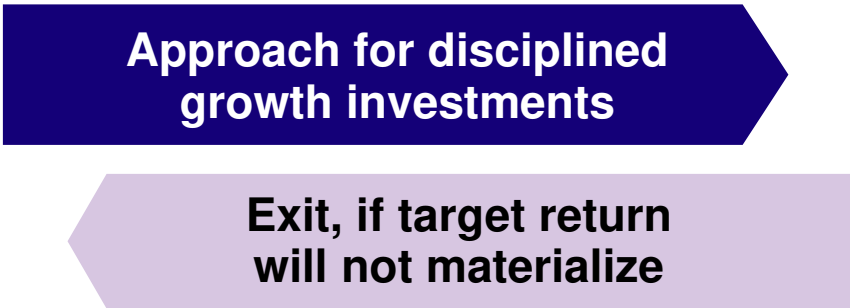 Approach for disciplined
growth investments
Exit, if target return
will not materialize